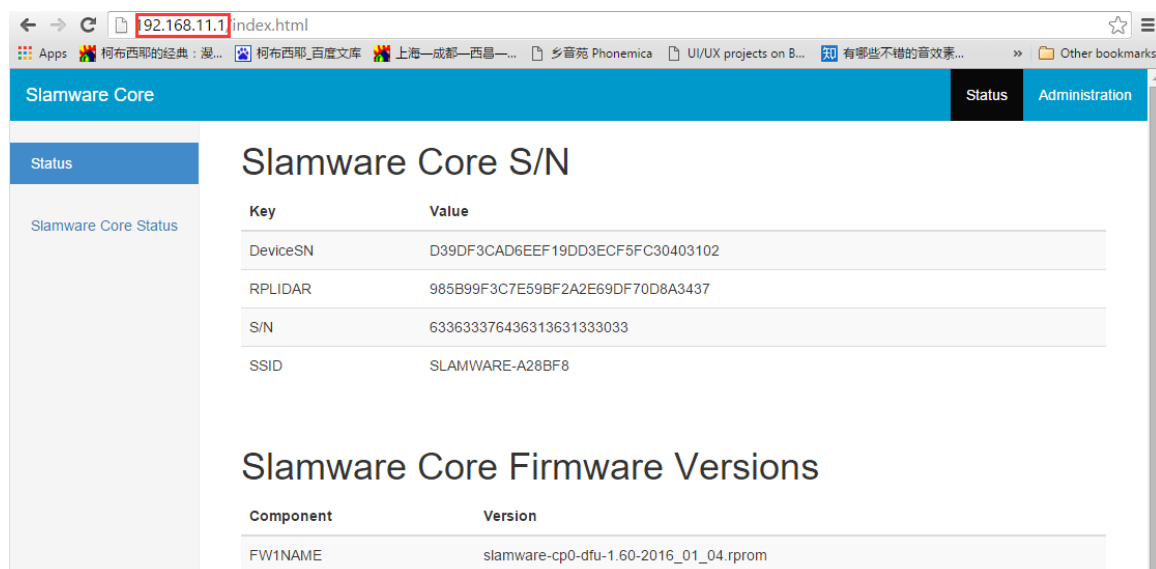 192.168.11.1/index.html
Apps 柯布西耶的经典：漫... 柯布西耶_百度文库 上海—成都—西昌—... 乡音苑 Phonemica UI/UX projects on B... 知 有哪些不错的音效素... » Other bookmarks
Slamware Core Status Administration
Status
Slamware Core Status
Slamware Core S/N
Key Value
DeviceSN D39DF3CAD6EEF19DD3ECF5FC30403102
RPLIDAR 985B99F3C7E59BF2A2E69DF70D8A3437
S/N 633633376436313631333033
SSID SLAMWARE-A28BF8
Slamware Core Firmware Versions
Component Version
FW1NAME slamware-cp0-dfu-1.60-2016_01_04.rprom